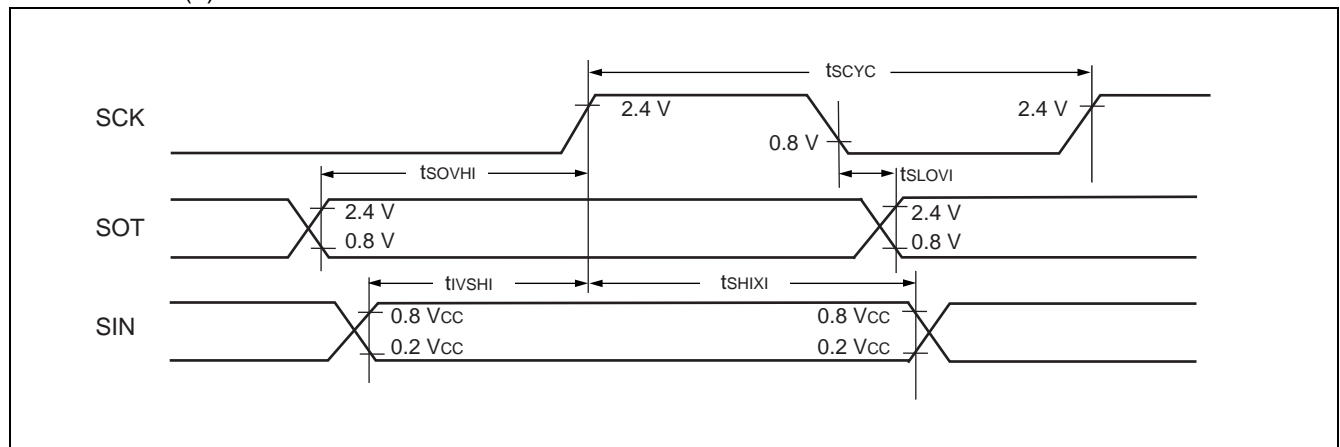 tSCYC
SCK
2.4 V
2.4 V
0.8 V
tSOVHI
tSLOVI
SOT
2.4 V
2.4 V
0.8 V
0.8 V
tIVSHI
tSHIXI
SIN
0.8 VCC
0.8 VCC
0.2 VCC
0.2 VCC